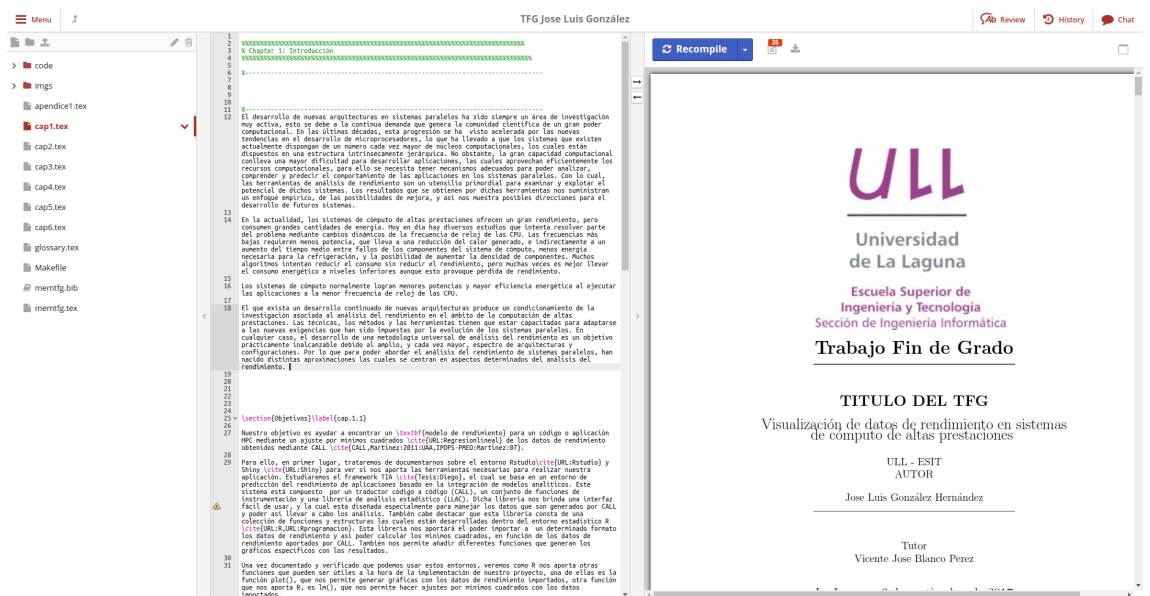 Menu
TFG Jose Luis González
Review
History
Chat
code
imgs
apendice1.tex
cap1.tex
cap2.tex
cap3.tex
cap4.tex
cap5.tex
cap6.tex
glossary.tex
Makefile
memtfg.bib
memtfg.tex
% Chapter 1: Introducción
El desarrollo de nuevas arquitecturas en sistemas paralelos ha sido siempre un área de investigación
muy activa, esto se debe a la continua demanda que genera la comunidad científica de un gran poder
computacional. En las últimas décadas, esta progresión se ha visto acelerada por las nuevas
tendencias en el desarrollo de microprocesadores, lo que ha llevado a que los sistemas que existen
actualmente dispongan de un número cada vez mayor de núcleos computacionales, los cuales están
dispuestos en una estructura intrínsecamente jerárquica. No obstante, la gran capacidad computacional
conlleva una mayor dificultad para desarrollar aplicaciones, las cuales aprovechan eficientemente los
recursos computacionales, para ello se necesita tener mecanismos adecuados para poder analizar,
comprender y predecir el comportamiento de las aplicaciones en los sistemas paralelos. Con lo cual,
las herramientas de análisis de rendimiento son un utensilio primordial para examinar y explotar el
potencial de dichos sistemas. Los resultados que se obtienen por dichas herramientas nos suministran
un enfoque empírico, de las posibilidades de mejora, y así nos muestra posibles direcciones para el
desarrollo de futuros sistemas.
En la actualidad, los sistemas de cómputo de altas prestaciones ofrecen un gran rendimiento, pero
consumen grandes cantidades de energía. Hoy en día hay diversos estudios que intenta resolver parte
del problema mediante cambios dinámicos de la frecuencia de reloj de las CPU. Las frecuencias más
bajas requieren menos potencia, que lleva a una reducción del calor generado, e indirectamente a un
aumento del tiempo medio entre fallos de los componentes del sistema de cómputo, menos energía
necesaria para la refrigeración, y la posibilidad de aumentar la densidad de componentes. Muchos
algoritmos intentan reducir el consumo sin reducir el rendimiento, pero muchas veces es mejor llevar
el consumo energético a niveles inferiores aunque esto provoque pérdida de rendimiento.
Los sistemas de cómputo normalmente logran menores potencias y mayor eficiencia energética al ejecutar
las aplicaciones a la menor frecuencia de reloj de las CPU.
El que exista un desarrollo continuado de nuevas arquitecturas produce un condicionamiento de la
investigación asociada al análisis del rendimiento en el ámbito de la computación de altas
prestaciones. Las técnicas, los métodos y las herramientas tienen que estar capacitadas para adaptarse
a las nuevas exigencias que han sido impuestas por la evolución de los sistemas paralelos. En
cualquier caso, el desarrollo de una metodología universal de análisis del rendimiento es un objetivo
prácticamente inalcanzable debido al amplio, y cada vez mayor, espectro de arquitecturas y
configuraciones. Por lo que para poder abordar el análisis del rendimiento de sistemas paralelos, han
nacido distintas aproximaciones las cuales se centran en aspectos determinados del análisis del
rendimiento.
\section{Objetivos}\label{cap.1.1}
Nuestro objetivo es ayudar a encontrar un \textbf{modelo de rendimiento} para un código o aplicación
HPC mediante un ajuste por mínimos cuadrados \cite{URL:Regresionlineal} de los datos de rendimiento
obtenidos mediante CALL \cite{CALL,Martinez:2011:UAA,IPDPS-PMEO:Martinez:07}.
Para ello, en primer lugar, trataremos de documentarnos sobre el entorno Rstudio\cite{URL:Rstudio} y
Shiny \cite{URL:Shiny} para ver si nos aporta las herramientas necesarias para realizar nuestra
aplicación. Estudiaremos el framework TIA \cite{Tesis:Diego}, el cual se basa en un entorno de
predicción del rendimiento de aplicaciones basado en la integración de modelos analíticos. Este
sistema está compuesto por un traductor código a código (CALL), un conjunto de funciones de
instrumentación y una librería de análisis estadístico (LLAC). Dicha librería nos brinda una interfaz
fácil de usar, y la cual esta diseñada especialmente para manejar los datos que son generados por CALL
y poder así llevar a cabo los análisis. También cabe destacar que esta librería consta de una
colección de funciones y estructuras las cuales están desarrolladas dentro del entorno estadístico R
\cite{URL:R,URL:Rprogramacion}. Esta librería nos aportará el poder importar a un determinado formato
los datos de rendimiento y así poder calcular los mínimos cuadrados, en función de los datos de
rendimiento aportados por CALL. También nos permite añadir diferentes funciones que generan los
gráficos específicos con los resultados.
Una vez documentado y verificado que podemos usar estos entornos, veremos como R nos aporta otras
funciones que pueden ser útiles a la hora de la implementación de nuestro proyecto, una de ellas es la
función plot(), que nos permite generar gráficas con los datos de rendimiento importados, otra función
que nos aporta R, es lm(), que nos permite hacer ajustes por mínimos cuadrados con los datos
importados.
Recompile
26
ULL
Universidad
de La Laguna
Escuela Superior de
Ingeniería y Tecnología
Sección de Ingeniería Informática
Trabajo Fin de Grado
TITULO DEL TFG
Visualización de datos de rendimiento en sistemas
de cómputo de altas prestaciones
ULL - ESIT
AUTOR
Jose Luis González Hernández
Tutor
Vicente Jose Blanco Perez